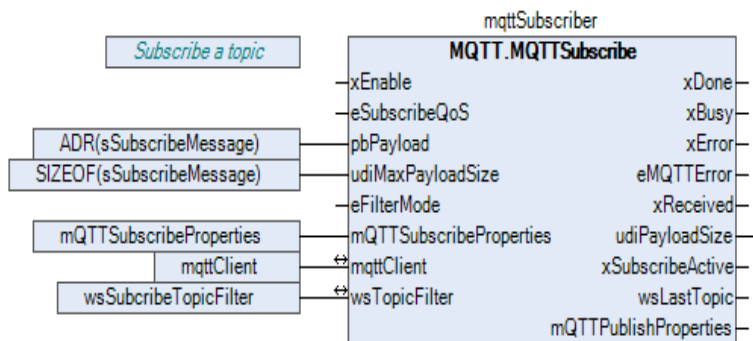 mqttSubscriber
Subscribe a topic
MQTT.MQTTSubscribe
xEnable xDone
eSubscribeQoS xBusy
ADR(sSubscribeMessage) pbPayload xError
SIZEOF(sSubscribeMessage) udiMaxPayloadSize eMQTTError
eFilterMode xReceived
mQTTSubscribeProperties mQTTSubscribeProperties udiPayloadSize
mqttClient mqttClient xSubscribeActive
wsSubcribeTopicFilter wsTopicFilter wsLastTopic
mQTTPublishProperties